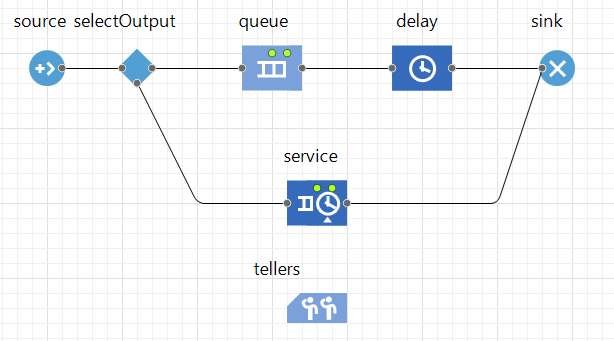 source selectOutput queue delay sink
service
tellers